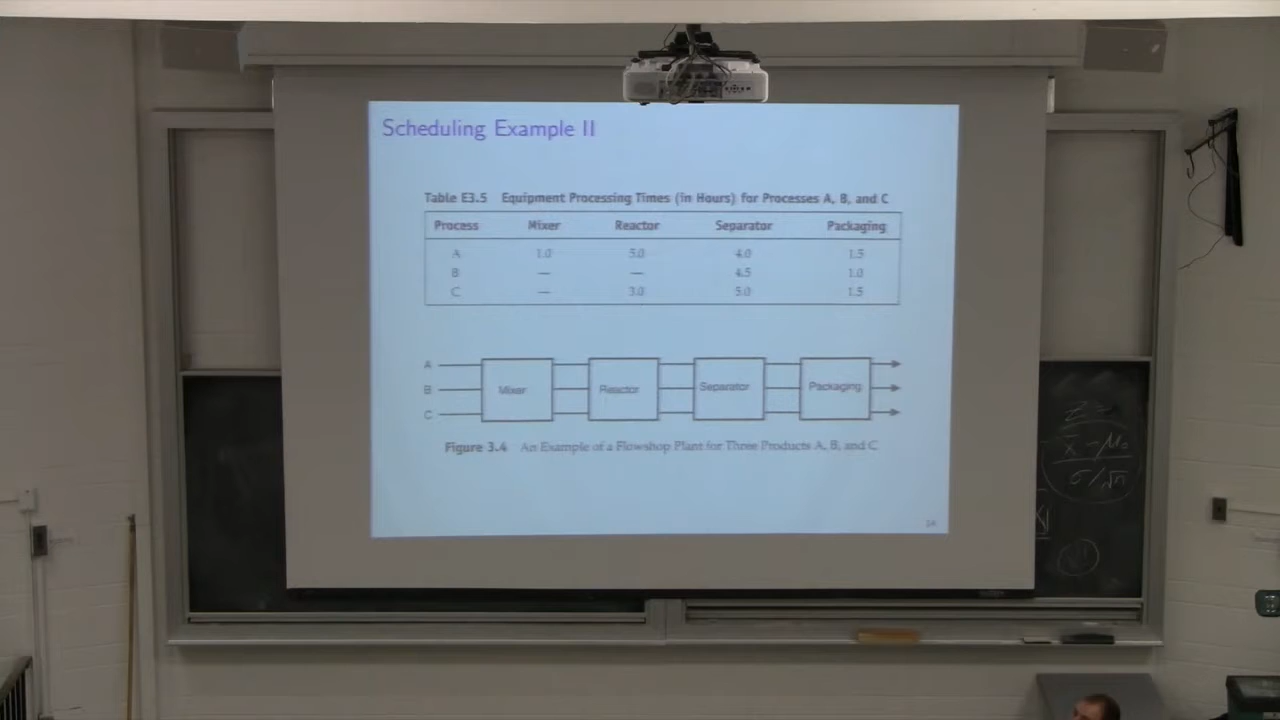 Scheduling Example II
Table E3.5 Equipment Processing Times (in Hours) for Processes A, B, and C
Process Mixer Reactor Separator Packaging
A 1.0 5.0 4.0 1.5
B — — 4.5 1.0
C — 3.0 5.0 1.5
A
B
C
Mixer Reactor Separator Packaging
Figure 3.4 An Example of a Flowshop Plant for Three Products A, B, and C
x̄ - μ₀
σ/√n